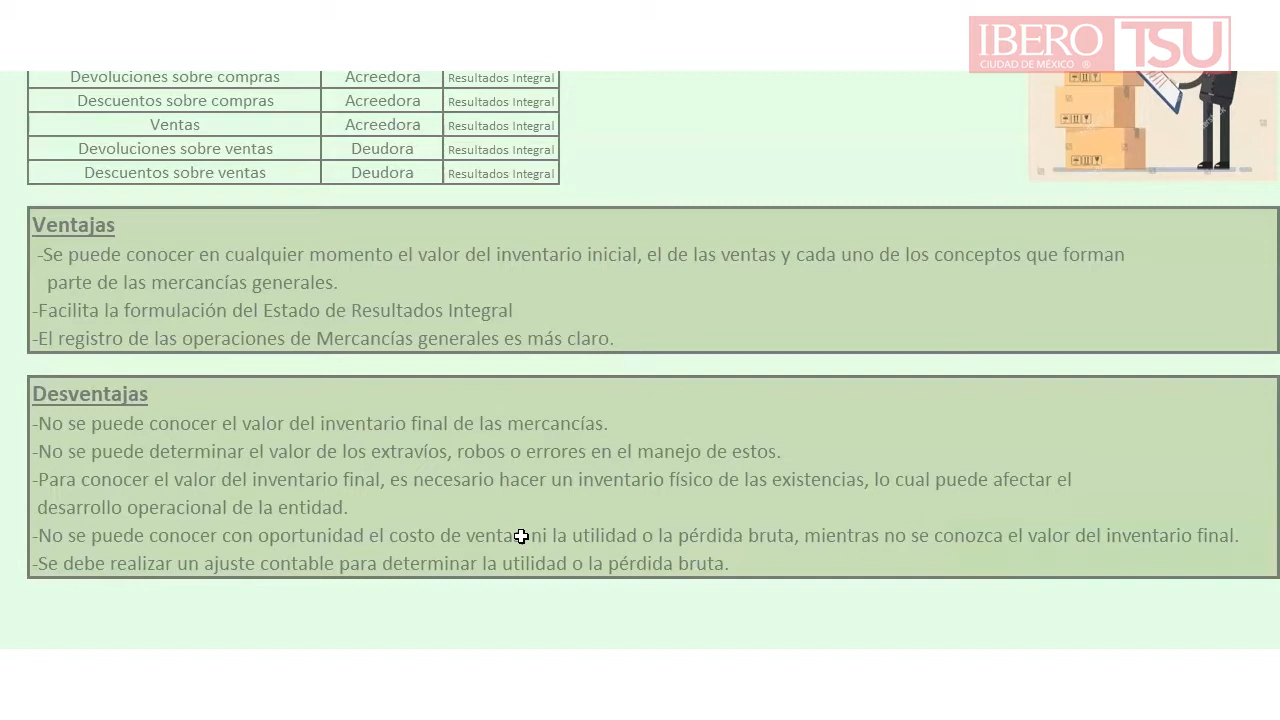 IBERO TSU
CIUDAD DE MÉXICO ®
Devoluciones sobre compras Acreedora Resultados Integral
Descuentos sobre compras Acreedora Resultados Integral
Ventas Acreedora Resultados Integral
Devoluciones sobre ventas Deudora Resultados Integral
Descuentos sobre ventas Deudora Resultados Integral
Ventajas
-Se puede conocer en cualquier momento el valor del inventario inicial, el de las ventas y cada uno de los conceptos que forman
parte de las mercancías generales.
-Facilita la formulación del Estado de Resultados Integral
-El registro de las operaciones de Mercancías generales es más claro.
Desventajas
-No se puede conocer el valor del inventario final de las mercancías.
-No se puede determinar el valor de los extravíos, robos o errores en el manejo de estos.
-Para conocer el valor del inventario final, es necesario hacer un inventario físico de las existencias, lo cual puede afectar el
desarrollo operacional de la entidad.
-No se puede conocer con oportunidad el costo de venta ni la utilidad o la pérdida bruta, mientras no se conozca el valor del inventario final.
-Se debe realizar un ajuste contable para determinar la utilidad o la pérdida bruta.